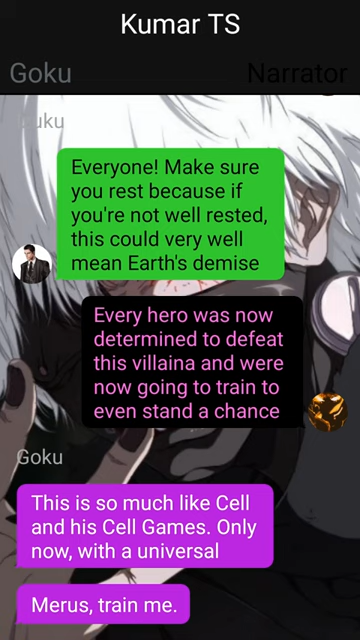 Kumar TS
Goku
Narrator
Everyone! Make sure
you rest because if
you're not well rested,
this could very well
mean Earth's demise
Every hero was now
determined to defeat
this villaina and were
now going to train to
even stand a chance
Goku
This is so much like Cell
and his Cell Games. Only
now, with a universal
Merus, train me.